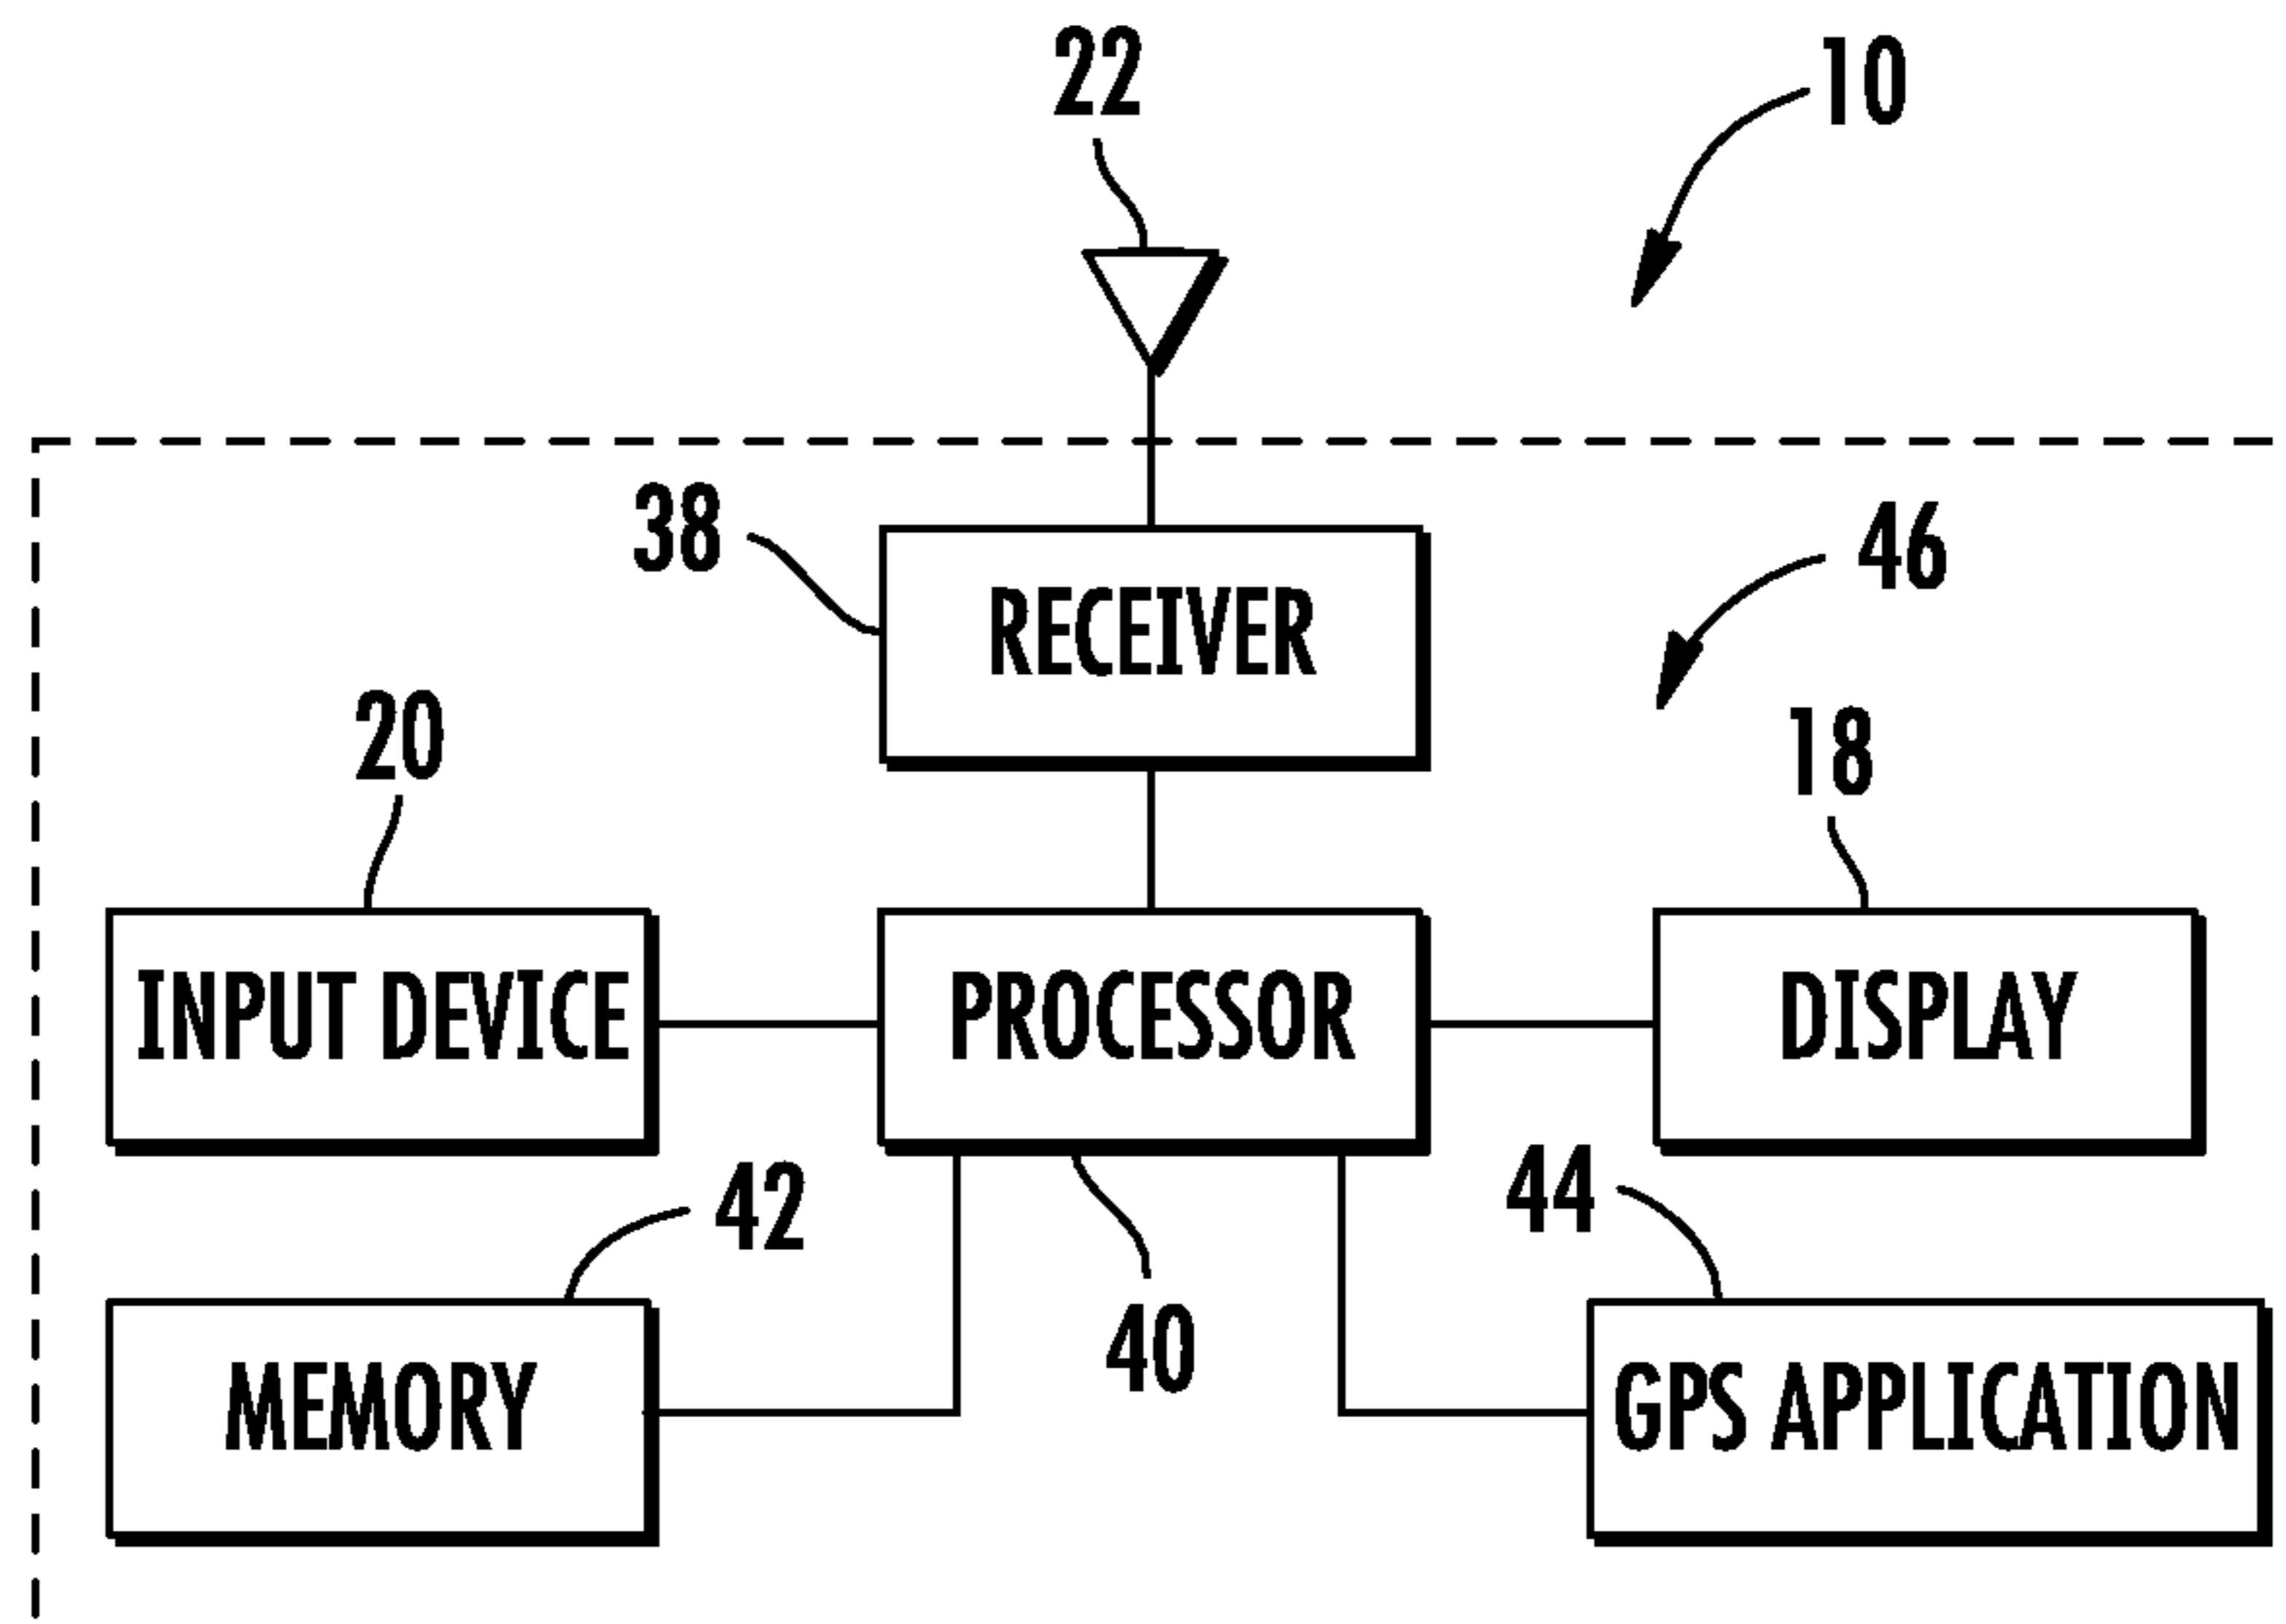 22
10
38
RECEIVER
46
20
18
INPUT DEVICE
PROCESSOR
DISPLAY
42
44
40
MEMORY
GPS APPLICATION